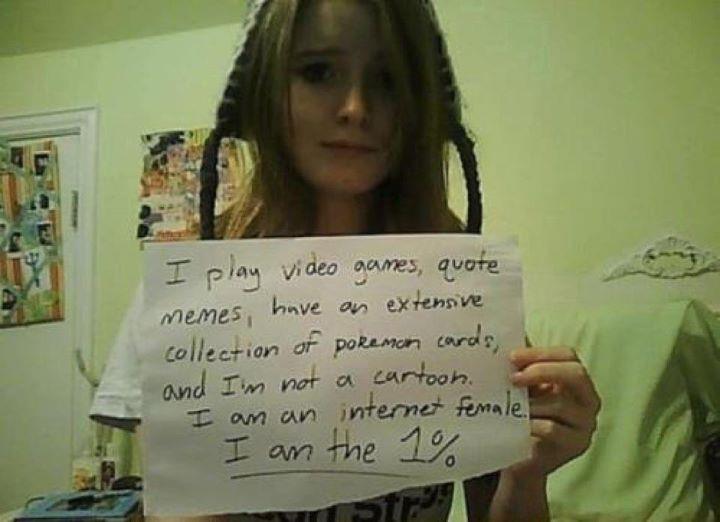 I play video games, quote
memes, have an extensive
collection of pokemon cards,
and I'm not a cartoon.
I am an internet female.
I am the 1%